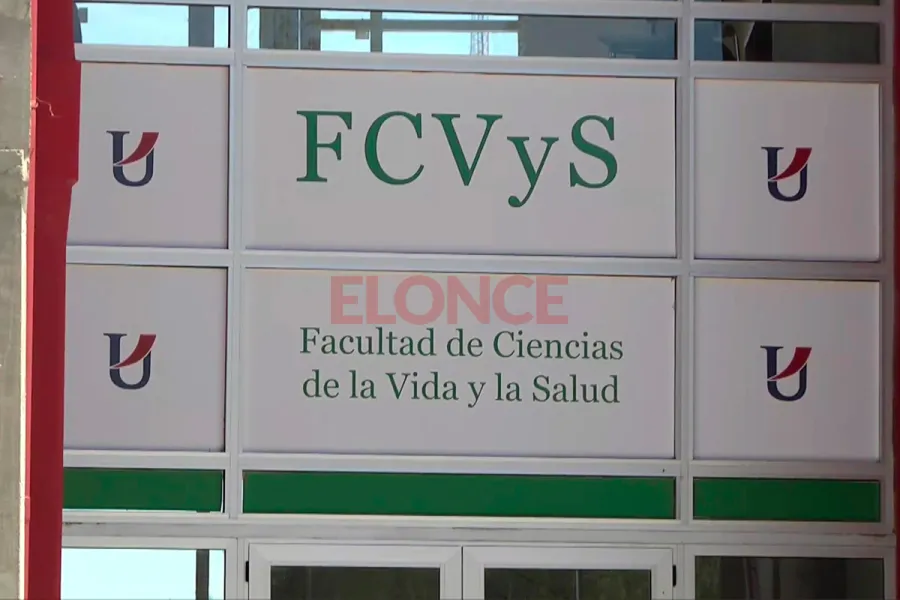 U
FCVyS
U
ELONCE
Facultad de Ciencias
de la Vida y la Salud
U
U